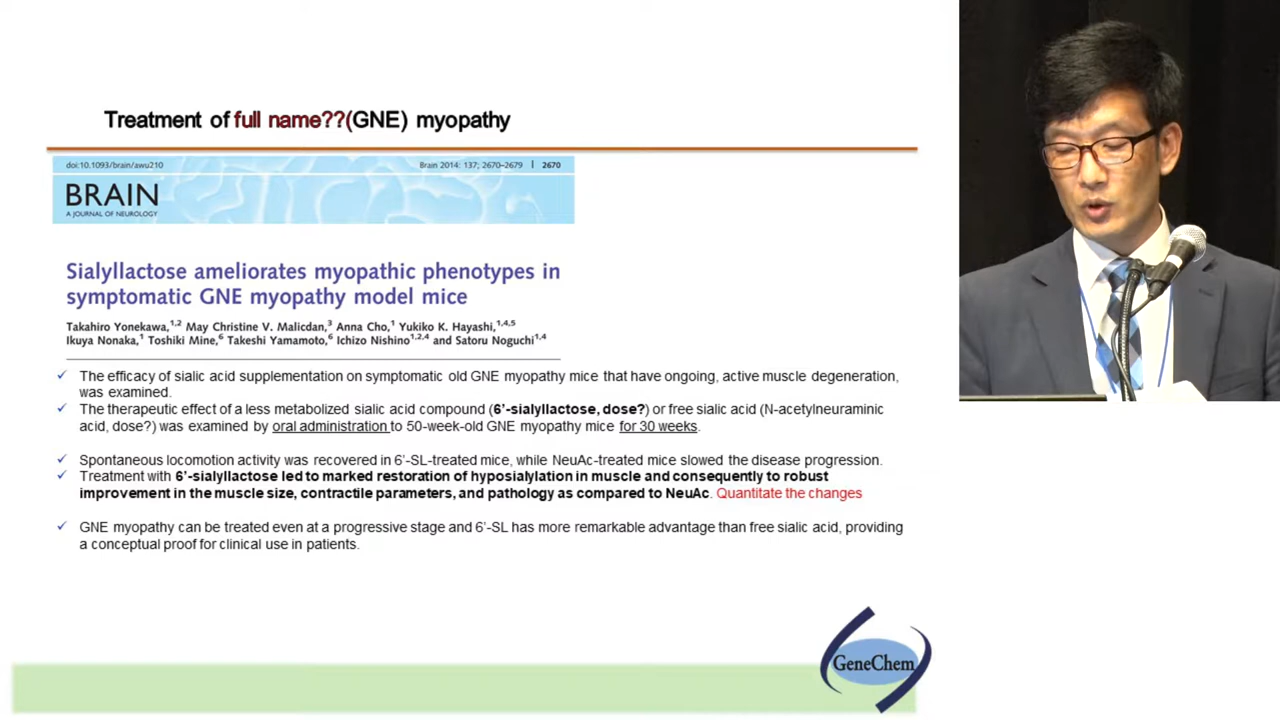 Treatment of full name??(GNE) myopathy
doi:10.1093/brain/awu210
Brain 2014: 137; 2670–2679 | 2670
BRAIN
A JOURNAL OF NEUROLOGY
Sialyllactose ameliorates myopathic phenotypes in
symptomatic GNE myopathy model mice
Takahiro Yonekawa,1,2 May Christine V. Malicdan,3 Anna Cho,1 Yukiko K. Hayashi,1,4,5
Ikuya Nonaka,1 Toshiki Mine,6 Takeshi Yamamoto,6 Ichizo Nishino1,2,4 and Satoru Noguchi1,4
✓ The efficacy of sialic acid supplementation on symptomatic old GNE myopathy mice that have ongoing, active muscle degeneration,
was examined.
✓ The therapeutic effect of a less metabolized sialic acid compound (6'-sialyllactose, dose?) or free sialic acid (N-acetylneuraminic
acid, dose?) was examined by oral administration to 50-week-old GNE myopathy mice for 30 weeks.
✓ Spontaneous locomotion activity was recovered in 6'-SL-treated mice, while NeuAc-treated mice slowed the disease progression.
✓ Treatment with 6'-sialyllactose led to marked restoration of hyposialylation in muscle and consequently to robust
improvement in the muscle size, contractile parameters, and pathology as compared to NeuAc. Quantitate the changes
✓ GNE myopathy can be treated even at a progressive stage and 6'-SL has more remarkable advantage than free sialic acid, providing
a conceptual proof for clinical use in patients.
GeneChem